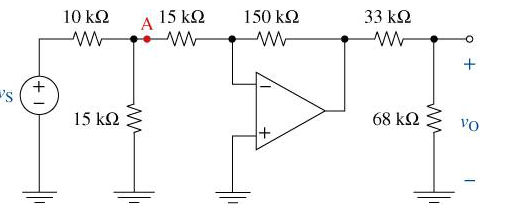 10 kΩ A 15 kΩ 150 kΩ 33 kΩ
+
vS + −
− 15 kΩ + 68 kΩ vO
−